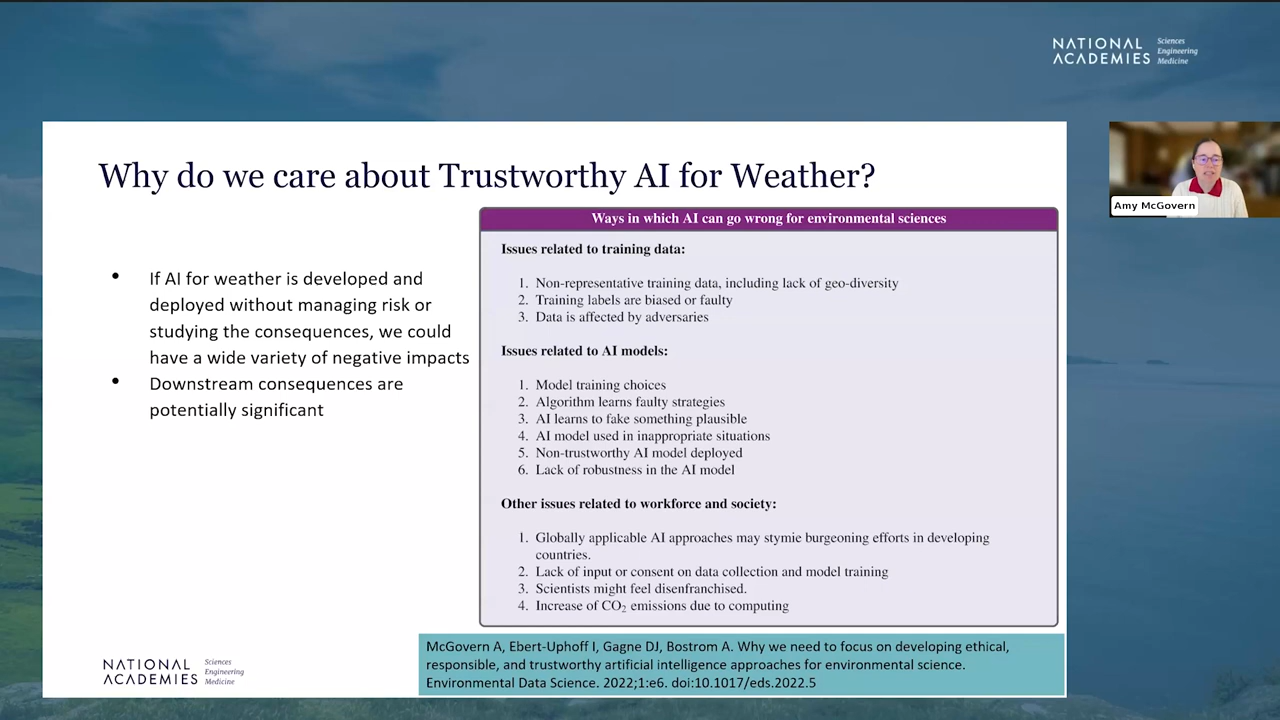 NATIONAL
ACADEMIES
Sciences
Engineering
Medicine
Why do we care about Trustworthy AI for Weather?
• If AI for weather is developed and
deployed without managing risk or
studying the consequences, we could
have a wide variety of negative impacts
• Downstream consequences are
potentially significant
Ways in which AI can go wrong for environmental sciences
Issues related to training data:
1. Non-representative training data, including lack of geo-diversity
2. Training labels are biased or faulty
3. Data is affected by adversaries
Issues related to AI models:
1. Model training choices
2. Algorithm learns faulty strategies
3. AI learns to fake something plausible
4. AI model used in inappropriate situations
5. Non-trustworthy AI model deployed
6. Lack of robustness in the AI model
Other issues related to workforce and society:
1. Globally applicable AI approaches may stymie burgeoning efforts in developing
countries.
2. Lack of input or consent on data collection and model training
3. Scientists might feel disenfranchised.
4. Increase of CO₂ emissions due to computing
McGovern A, Ebert-Uphoff I, Gagne DJ, Bostrom A. Why we need to focus on developing ethical,
responsible, and trustworthy artificial intelligence approaches for environmental science.
Environmental Data Science. 2022;1:e6. doi:10.1017/eds.2022.5
NATIONAL
ACADEMIES
Sciences
Engineering
Medicine
Amy McGovern